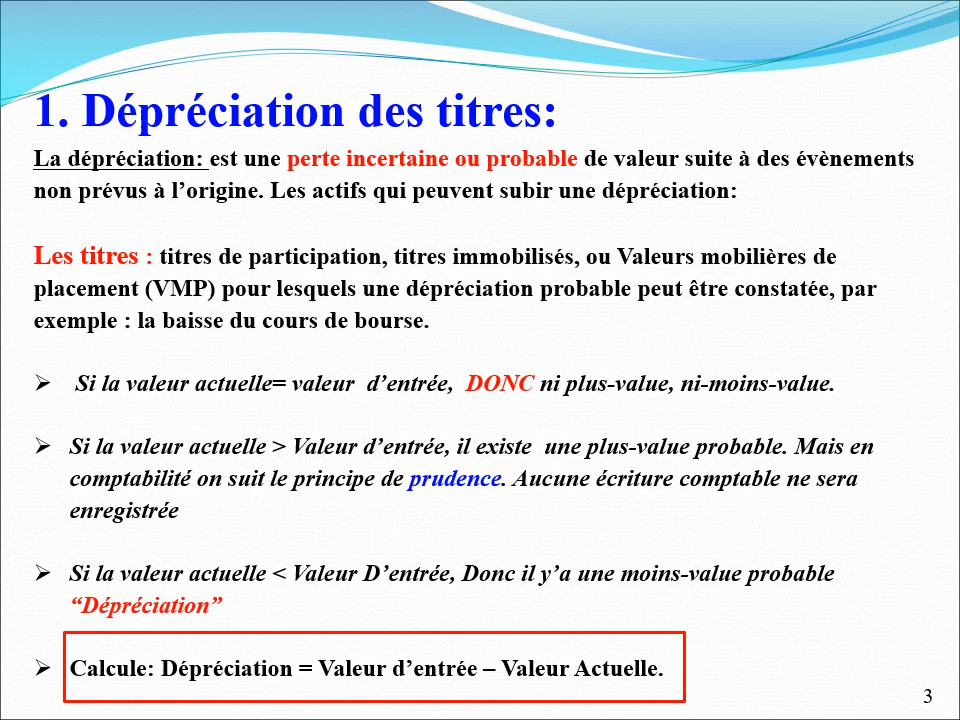 1. Dépréciation des titres:
La dépréciation: est une perte incertaine ou probable de valeur suite à des évènements
non prévus à l’origine. Les actifs qui peuvent subir une dépréciation:
Les titres : titres de participation, titres immobilisés, ou Valeurs mobilières de
placement (VMP) pour lesquels une dépréciation probable peut être constatée, par
exemple : la baisse du cours de bourse.
➢ Si la valeur actuelle= valeur d’entrée, DONC ni plus-value, ni-moins-value.
➢ Si la valeur actuelle > Valeur d’entrée, il existe une plus-value probable. Mais en
comptabilité on suit le principe de prudence. Aucune écriture comptable ne sera
enregistrée
➢ Si la valeur actuelle < Valeur D’entrée, Donc il y’a une moins-value probable
“Dépréciation”
➢ Calcule: Dépréciation = Valeur d’entrée – Valeur Actuelle.
3